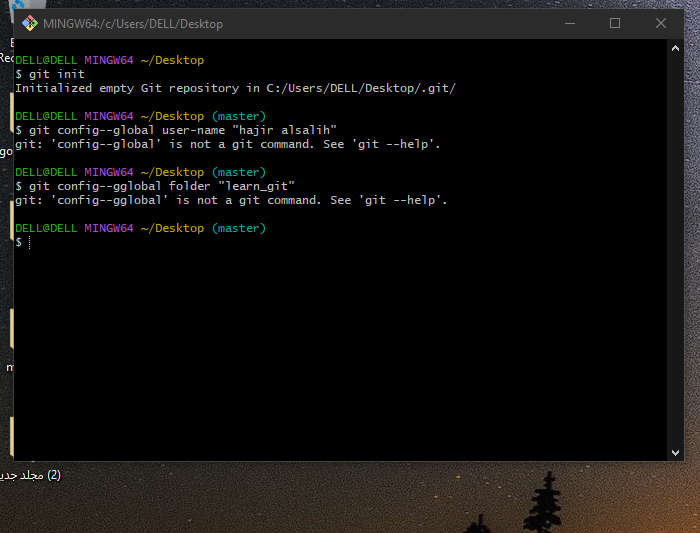 MINGW64:/c/Users/DELL/Desktop
DELL@DELL MINGW64 ~/Desktop
$ git init
Initialized empty Git repository in C:/Users/DELL/Desktop/.git/
DELL@DELL MINGW64 ~/Desktop (master)
$ git config--global user-name "hajir alsalih"
git: 'config--global' is not a git command. See 'git --help'.
DELL@DELL MINGW64 ~/Desktop (master)
$ git config--gglobal folder "learn_git"
git: 'config--gglobal' is not a git command. See 'git --help'.
DELL@DELL MINGW64 ~/Desktop (master)
$
Rec
go
m
مجلد جدي (2)